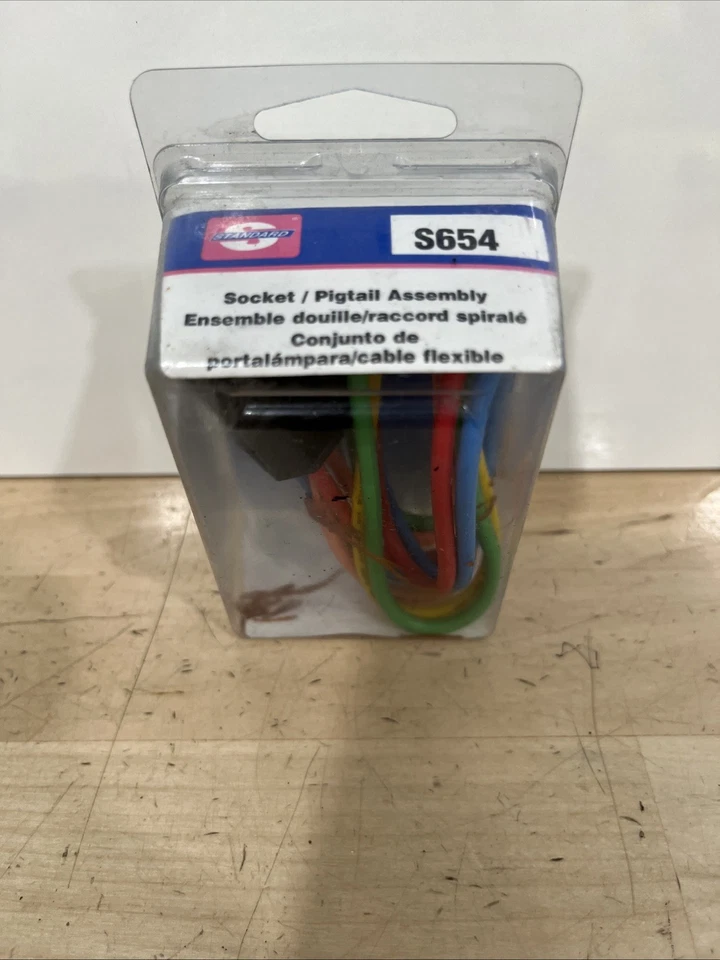 STANDARD
S654
Socket / Pigtail Assembly
Ensemble douille/raccord spiralé
Conjunto de
portalámpara/cable flexible